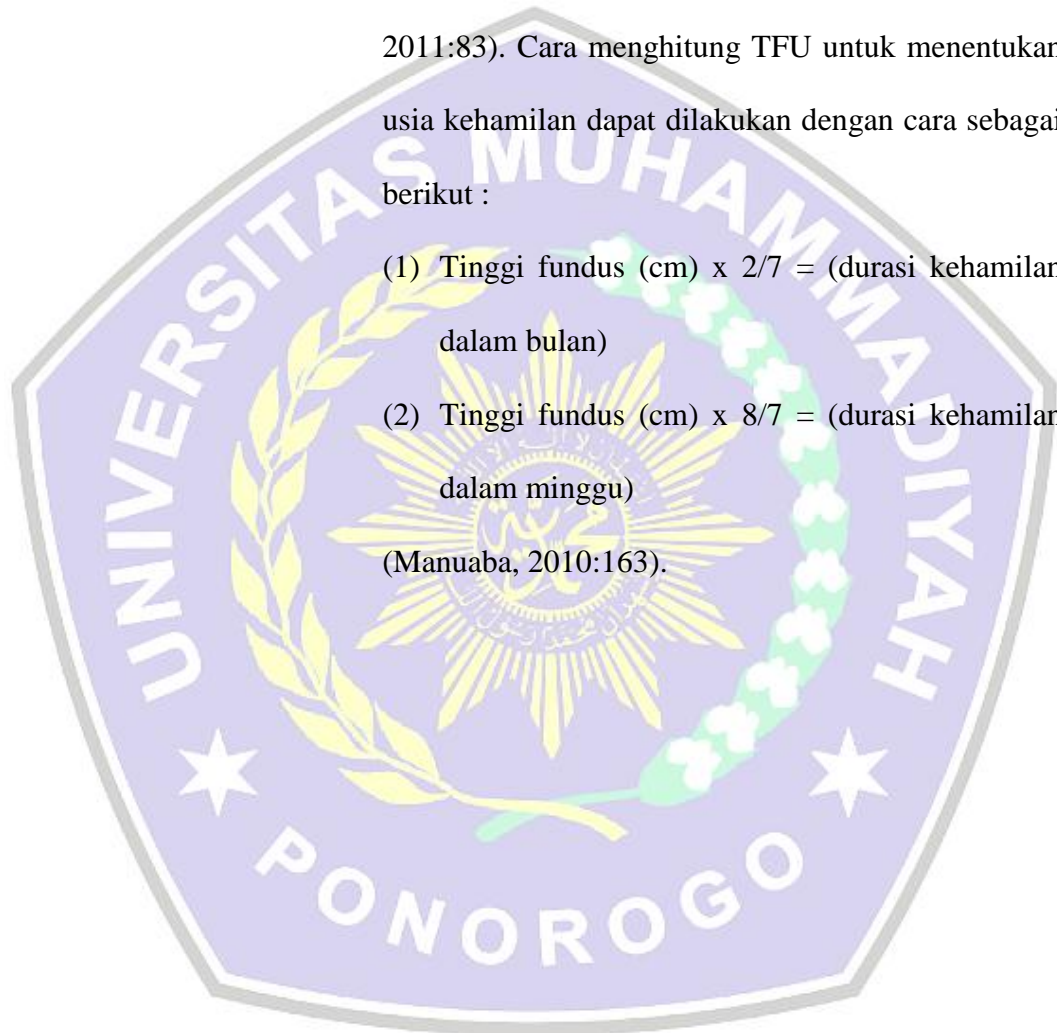 2011:83). Cara menghitung TFU untuk menentukan
usia kehamilan dapat dilakukan dengan cara sebagai
berikut :
(1) Tinggi fundus (cm) x 2/7 = (durasi kehamilan
dalam bulan)
(2) Tinggi fundus (cm) x 8/7 = (durasi kehamilan
dalam minggu)
(Manuaba, 2010:163).
UNIVERSITAS MUHAMMADIYAH
PONOROGO